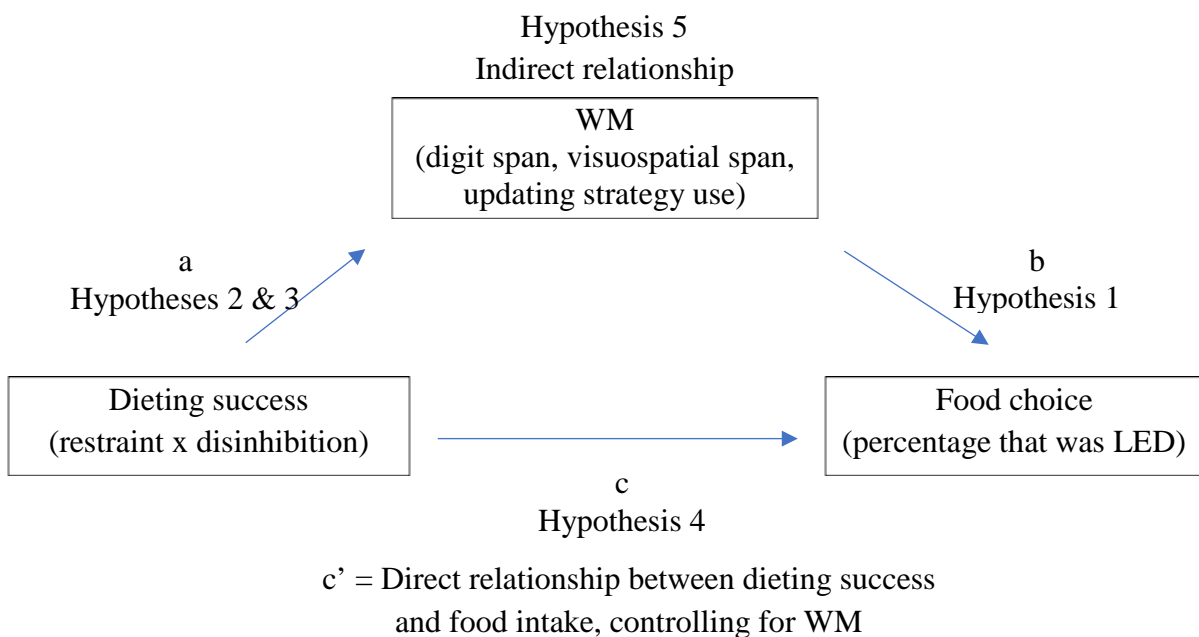 Hypothesis 5
Indirect relationship
WM
(digit span, visuospatial span,
updating strategy use)
a
Hypotheses 2 & 3
b
Hypothesis 1
Dieting success
(restraint x disinhibition)
Food choice
(percentage that was LED)
c
Hypothesis 4
c’ = Direct relationship between dieting success
and food intake, controlling for WM